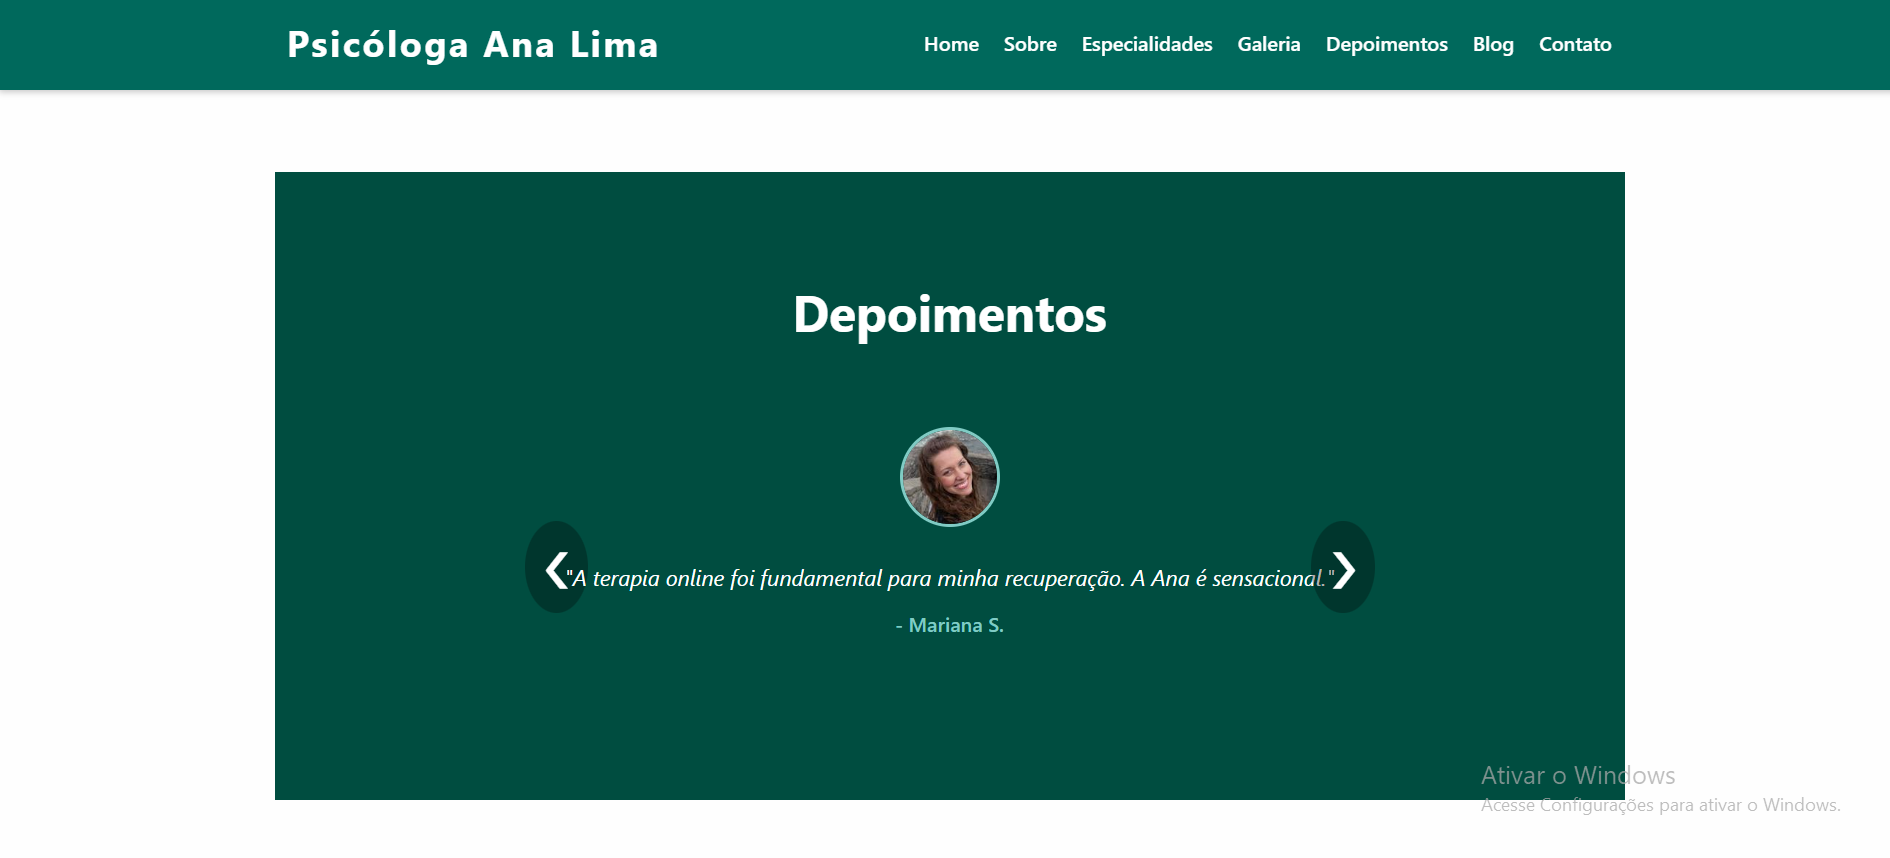 Psicóloga Ana Lima
Home Sobre Especialidades Galeria Depoimentos Blog Contato
Depoimentos
❮ "A terapia online foi fundamental para minha recuperação. A Ana é sensacional." ❯
- Mariana S.
Ativar o Windows
Acesse Configurações para ativar o Windows.